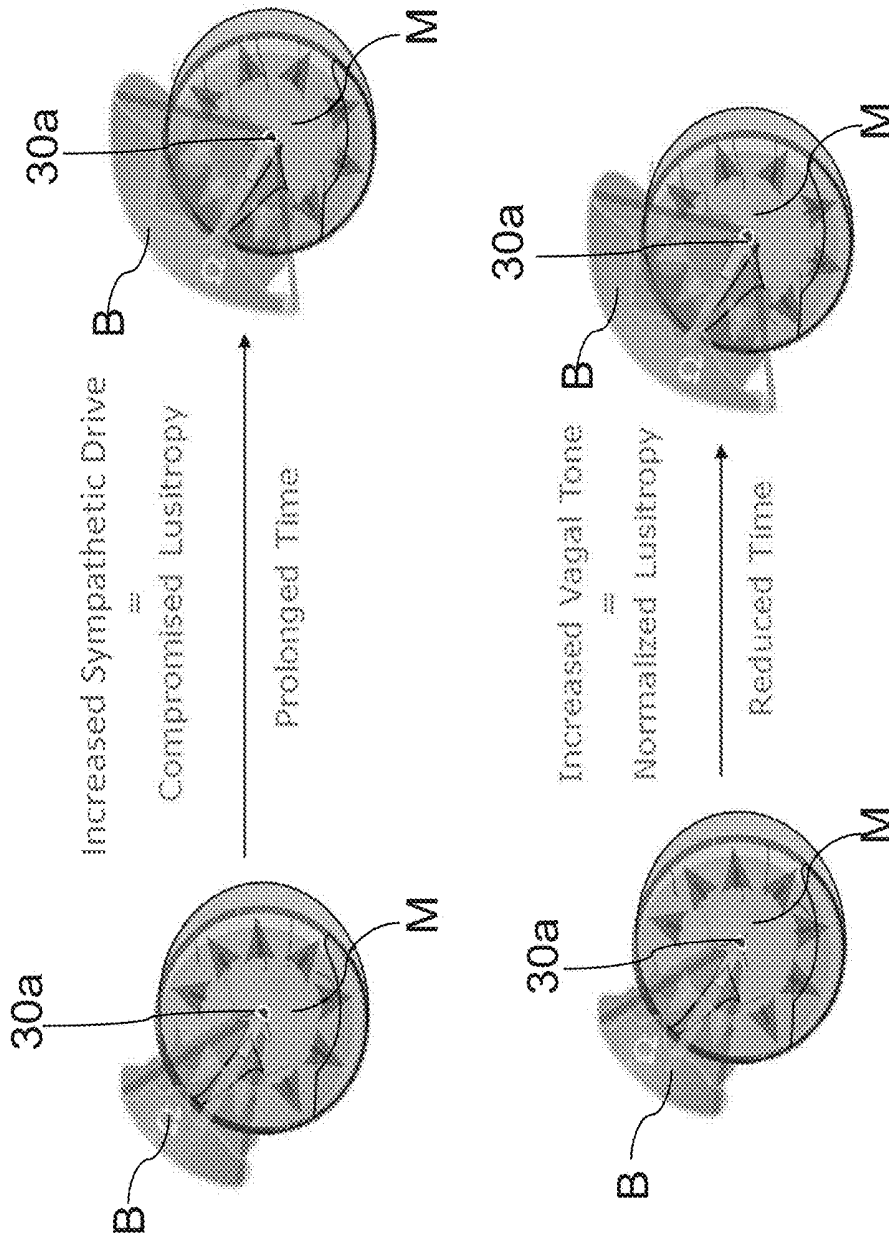 30a
30a
B
Increased Sympathetic Drive
B
=
Compromised Lusitropy
Prolonged Time
M
M
30a
30a
B
Increased Vagal Tone
B
=
Normalized Lusitropy
Reduced Time
M
M